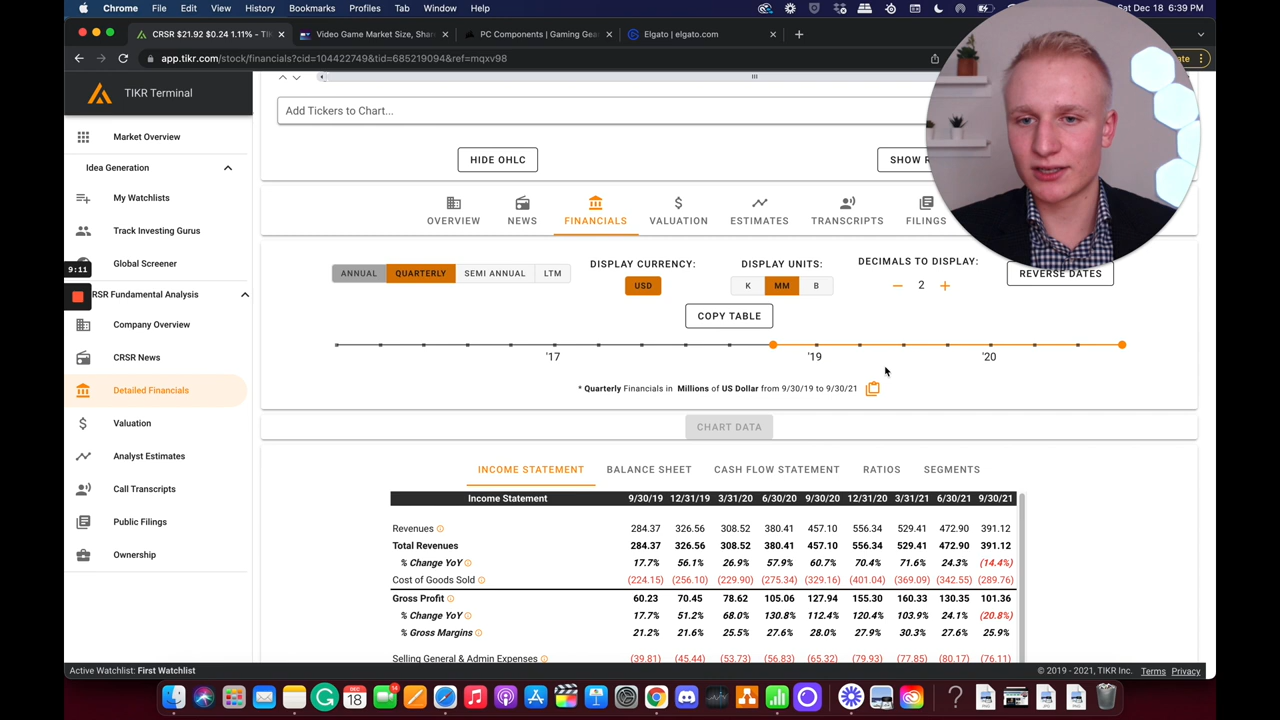 Chrome File Edit View History Bookmarks Profiles Tab Window Help Sat Dec 18 6:39 PM
CRSR $21.92 $0.24 1.11% - TI × Video Game Market Size, Shar × PC Components | Gaming Gea × Elgato | elgato.com × +
app.tikr.com/stock/financials?cid=104422749&tid=685219094&ref=mqxv98
TIKR Terminal
Market Overview
Idea Generation
My Watchlists
Track Investing Gurus
Global Screener
9:11
RSR Fundamental Analysis
Company Overview
CRSR News
Detailed Financials
Valuation
Analyst Estimates
Call Transcripts
Public Filings
Ownership
Add Tickers to Chart...
HIDE OHLC SHOW R
OVERVIEW NEWS FINANCIALS VALUATION ESTIMATES TRANSCRIPTS FILINGS
ANNUAL QUARTERLY SEMI ANNUAL LTM
DISPLAY CURRENCY:
USD
DISPLAY UNITS:
K MM B
DECIMALS TO DISPLAY:
− 2 +
REVERSE DATES
COPY TABLE
'17 '19 '20
* Quarterly Financials in Millions of US Dollar from 9/30/19 to 9/30/21
CHART DATA
INCOME STATEMENT BALANCE SHEET CASH FLOW STATEMENT RATIOS SEGMENTS
Income Statement 9/30/19 12/31/19 3/31/20 6/30/20 9/30/20 12/31/20 3/31/21 6/30/21 9/30/21
Revenues 284.37 326.56 308.52 380.41 457.10 556.34 529.41 472.90 391.12
Total Revenues 284.37 326.56 308.52 380.41 457.10 556.34 529.41 472.90 391.12
% Change YoY 17.7% 56.1% 26.9% 57.9% 60.7% 70.4% 71.6% 24.3% (14.4%)
Cost of Goods Sold (224.15) (256.10) (229.90) (275.34) (329.16) (401.04) (369.09) (342.55) (289.76)
Gross Profit 60.23 70.45 78.62 105.06 127.94 155.30 160.33 130.35 101.36
% Change YoY 17.7% 51.2% 68.0% 130.8% 112.4% 120.4% 103.9% 24.1% (20.8%)
% Gross Margins 21.2% 21.6% 25.5% 27.6% 28.0% 27.9% 30.3% 27.6% 25.9%
Selling General & Admin Expenses (39.81) (45.44) (53.73) (56.83) (65.32) (79.93) (77.85) (80.17) (76.11)
Active Watchlist: First Watchlist © 2019 - 2021, TIKR Inc. Terms Privacy